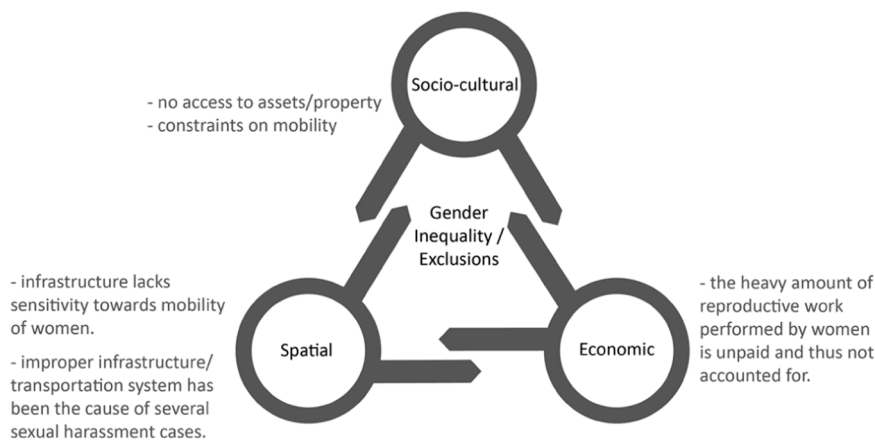 Socio-cultural
- no access to assets/property
- constraints on mobility
Gender
Inequality /
Exclusions
- infrastructure lacks
sensitivity towards mobility
of women.
- improper infrastructure/
transportation system has
been the cause of several
sexual harassment cases.
Spatial
Economic
- the heavy amount of
reproductive work
performed by women
is unpaid and thus not
accounted for.